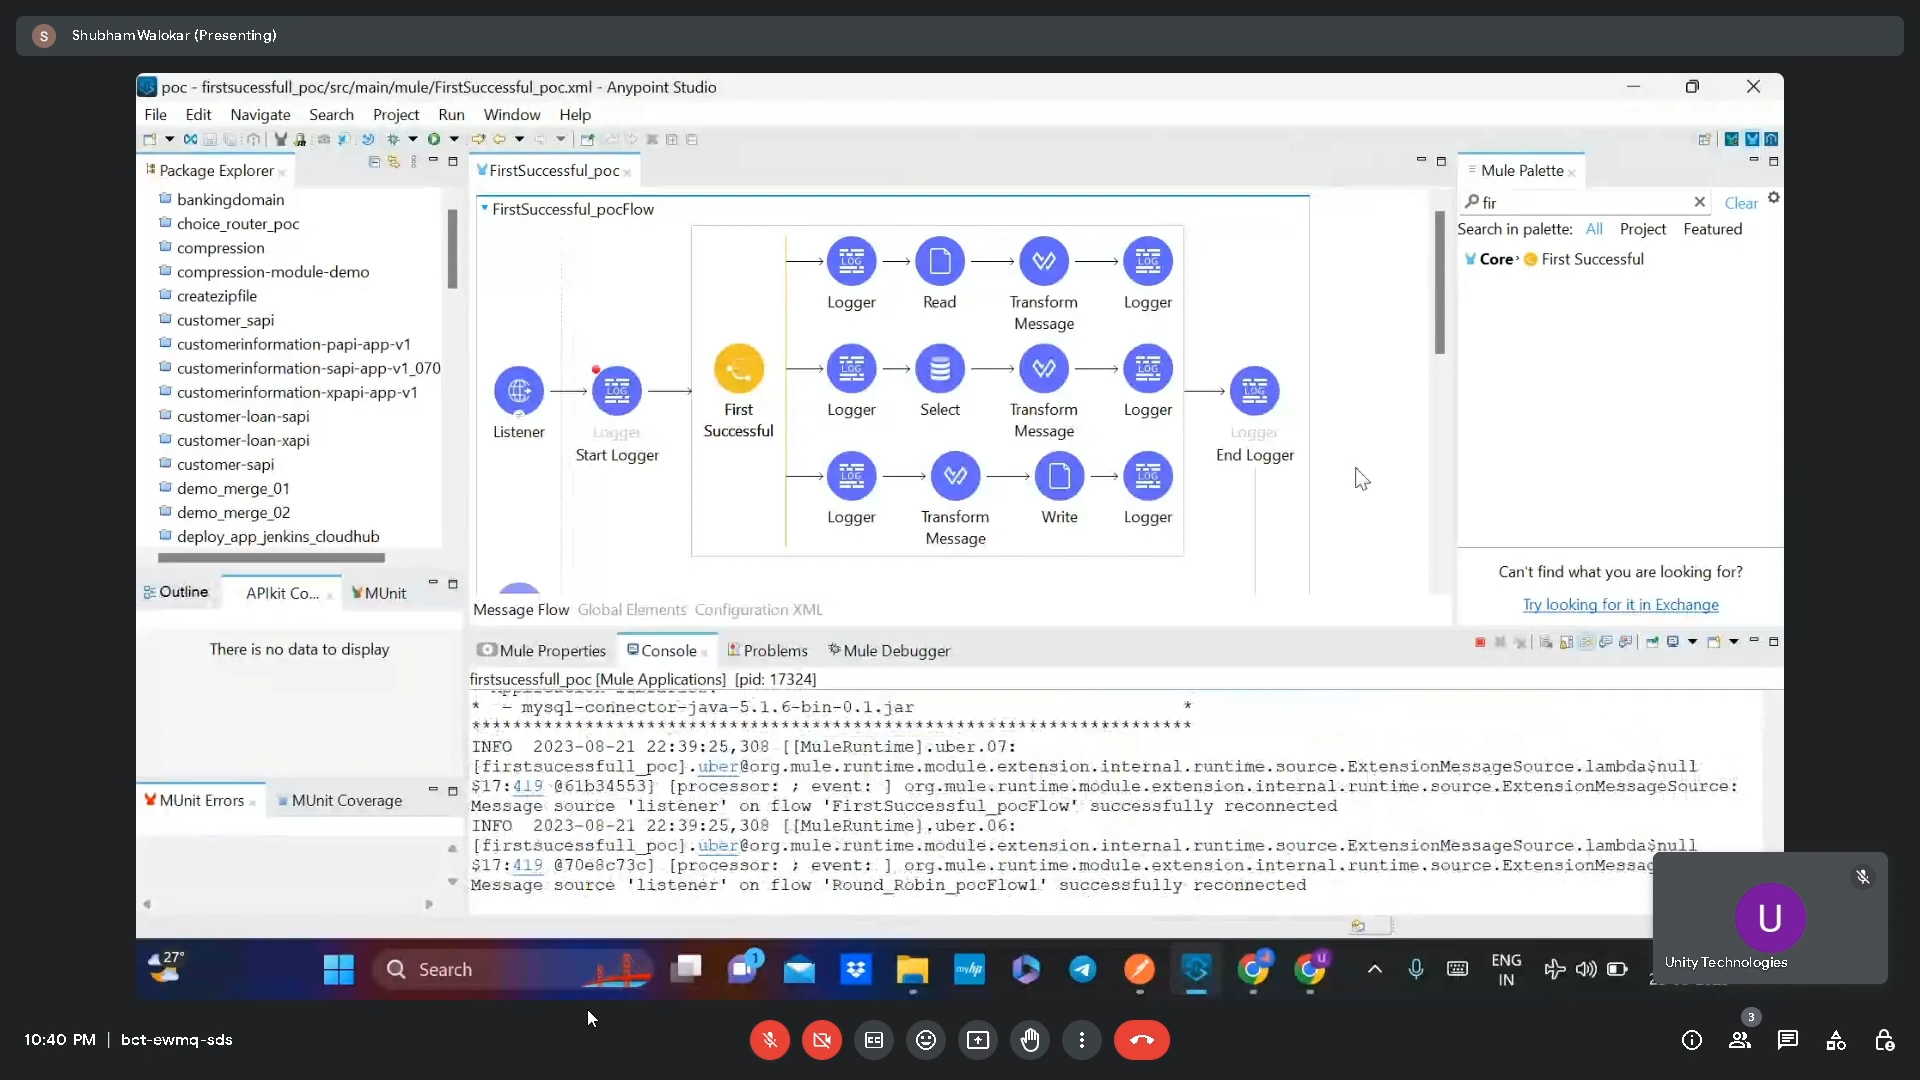 S ShubhamWalokar (Presenting)
poc - firstsucessfull_poc/src/main/mule/FirstSuccessful_poc.xml - Anypoint Studio
File Edit Navigate Search Project Run Window Help
Package Explorer
bankingdomain
choice_router_poc
compression
compression-module-demo
createzipfile
customer_sapi
customerinformation-papi-app-v1
customerinformation-sapi-app-v1_070
customerinformation-xpapi-app-v1
customer-loan-sapi
customer-loan-xapi
customer-sapi
demo_merge_01
demo_merge_02
deploy_app_jenkins_cloudhub
Outline APIkit Co... MUnit
There is no data to display
MUnit Errors MUnit Coverage
FirstSuccessful_poc
FirstSuccessful_pocFlow
LOG LOG
Logger Read Transform Message Logger
LOG LOG LOG LOG
Listener
Logger
Start Logger
First Successful
Logger Select Transform Message Logger
Logger
End Logger
LOG LOG
Logger Transform Message Write Logger
Message Flow Global Elements Configuration XML
Mule Palette
fir Clear
Search in palette: All Project Featured
Core › First Successful
Can't find what you are looking for?
Try looking for it in Exchange
Mule Properties Console Problems Mule Debugger
firstsucessfull_poc [Mule Applications] [pid: 17324]
* - mysql-connector-java-5.1.6-bin-0.1.jar *
**********************************************************************
INFO 2023-08-21 22:39:25,308 [[MuleRuntime].uber.07:
[firstsucessfull_poc].uber@org.mule.runtime.module.extension.internal.runtime.source.ExtensionMessageSource.lambda$null
$17:419 @61b34553] [processor: ; event: ] org.mule.runtime.module.extension.internal.runtime.source.ExtensionMessageSource:
Message source 'listener' on flow 'FirstSuccessful_pocFlow' successfully reconnected
INFO 2023-08-21 22:39:25,308 [[MuleRuntime].uber.06:
[firstsucessfull_poc].uber@org.mule.runtime.module.extension.internal.runtime.source.ExtensionMessageSource.lambda$null
$17:419 @70e8c73c] [processor: ; event: ] org.mule.runtime.module.extension.internal.runtime.source.ExtensionMessag
Message source 'listener' on flow 'Round_Robin_pocFlow1' successfully reconnected
U
Unity Technologies
27°
Search
1
myhp
U
ENG
IN
10:40 PM | bct-ewmq-sds
3